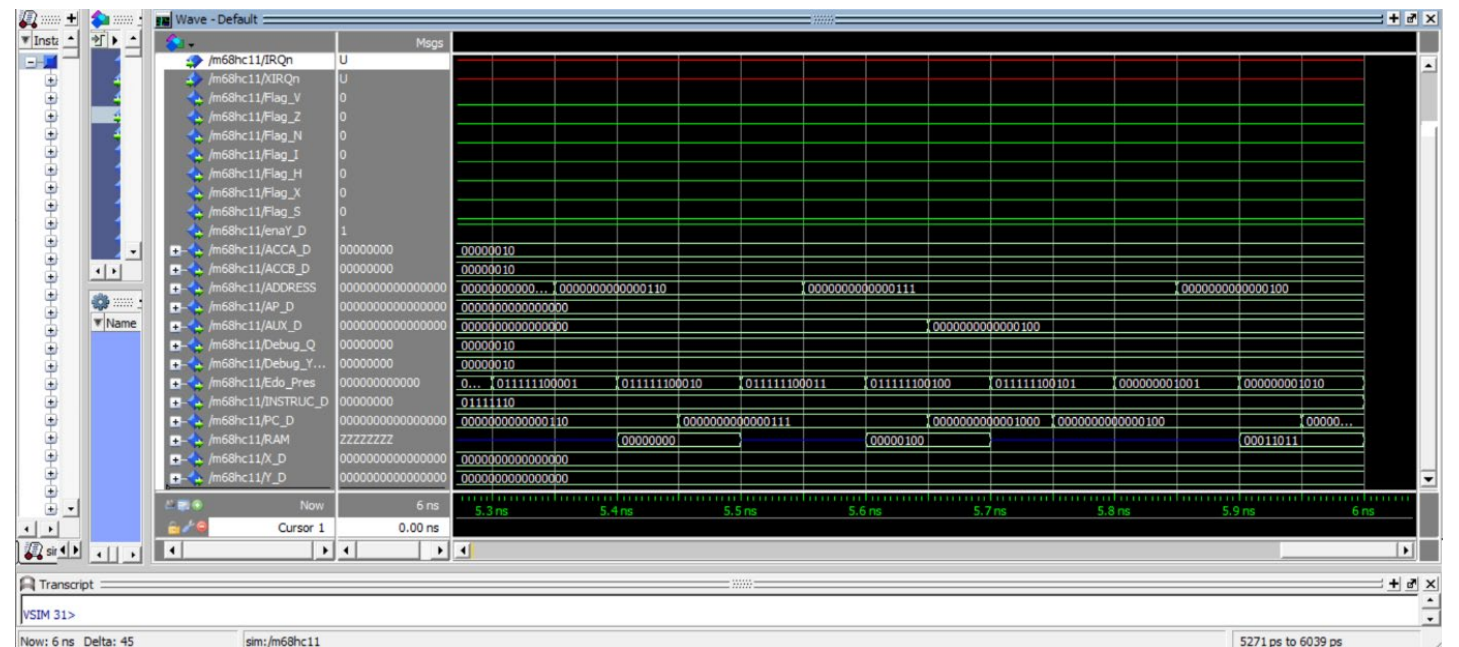 Wave - Default
Insta
Msgs
/m68hc11/IRQn U
/m68hc11/XIRQn U
/m68hc11/Flag_V 0
/m68hc11/Flag_Z 0
/m68hc11/Flag_N 0
/m68hc11/Flag_I 0
/m68hc11/Flag_H 0
/m68hc11/Flag_X 0
/m68hc11/Flag_S 0
/m68hc11/enaY_D 1
/m68hc11/ACCA_D 00000000 00000010
/m68hc11/ACCB_D 00000000 00000010
/m68hc11/ADDRESS 0000000000000000 00000000000... 0000000000000110 0000000000000111 0000000000000100
/m68hc11/AP_D 0000000000000000 0000000000000000
Name
/m68hc11/AUX_D 0000000000000000 0000000000000000 0000000000000100
/m68hc11/Debug_Q 00000000 00000010
/m68hc11/Debug_Y... 00000000 00000010
/m68hc11/Edo_Pres 000000000000 0... 011111100001 011111100010 011111100011 011111100100 011111100101 000000001001 000000001010
/m68hc11/INSTRUC_D 00000000 01111110
/m68hc11/PC_D 0000000000000000 0000000000000110 0000000000000111 0000000000001000 0000000000000100 00000...
/m68hc11/RAM ZZZZZZZZ 00000000 00000100 00011011
/m68hc11/X_D 0000000000000000 0000000000000000
/m68hc11/Y_D 0000000000000000 0000000000000000
Now 6 ns 5.3 ns 5.4 ns 5.5 ns 5.6 ns 5.7 ns 5.8 ns 5.9 ns 6 ns
Cursor 1 0.00 ns
Transcript
VSIM 31>
Now: 6 ns Delta: 45 sim:/m68hc11 5271 ps to 6039 ps